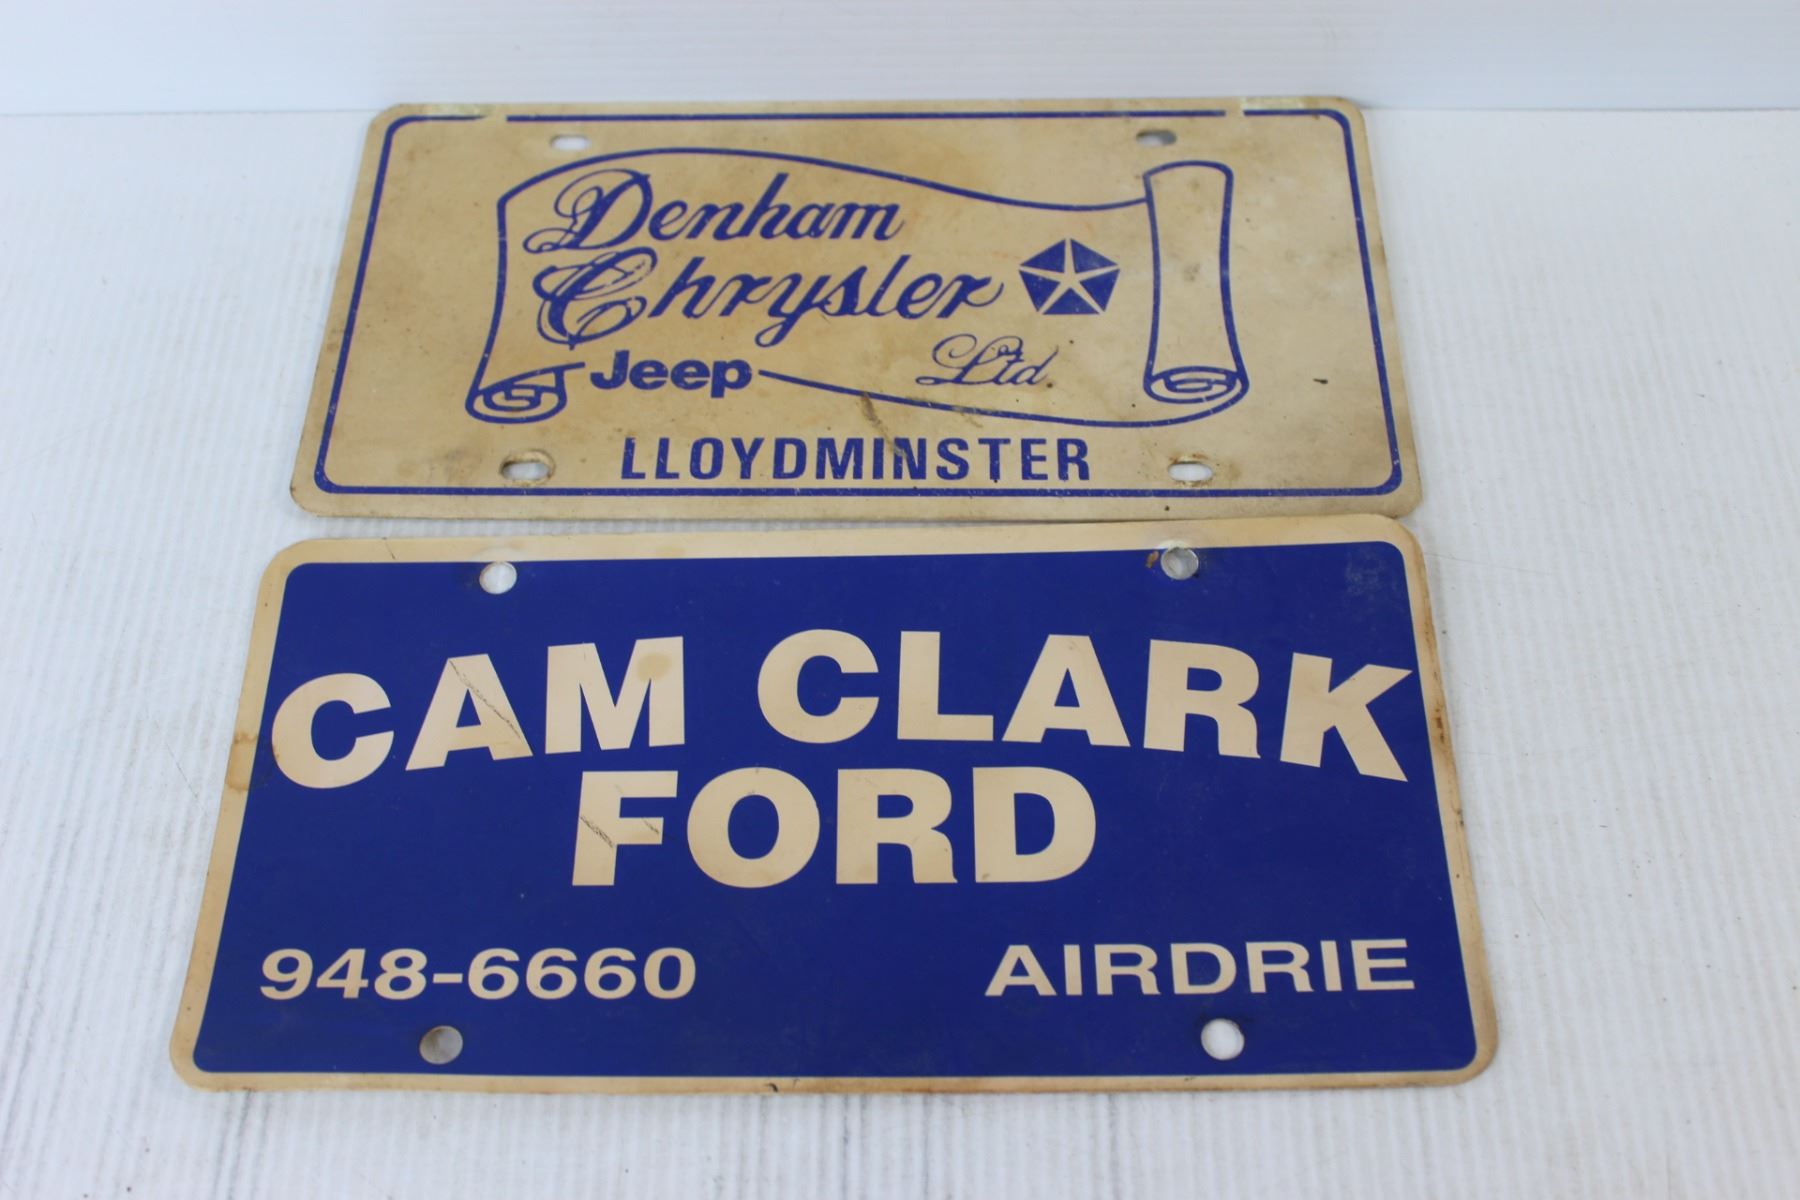 Denham
Chrysler
Jeep Ltd.
LLOYDMINSTER
CAM CLARK
FORD
948-6660 AIRDRIE